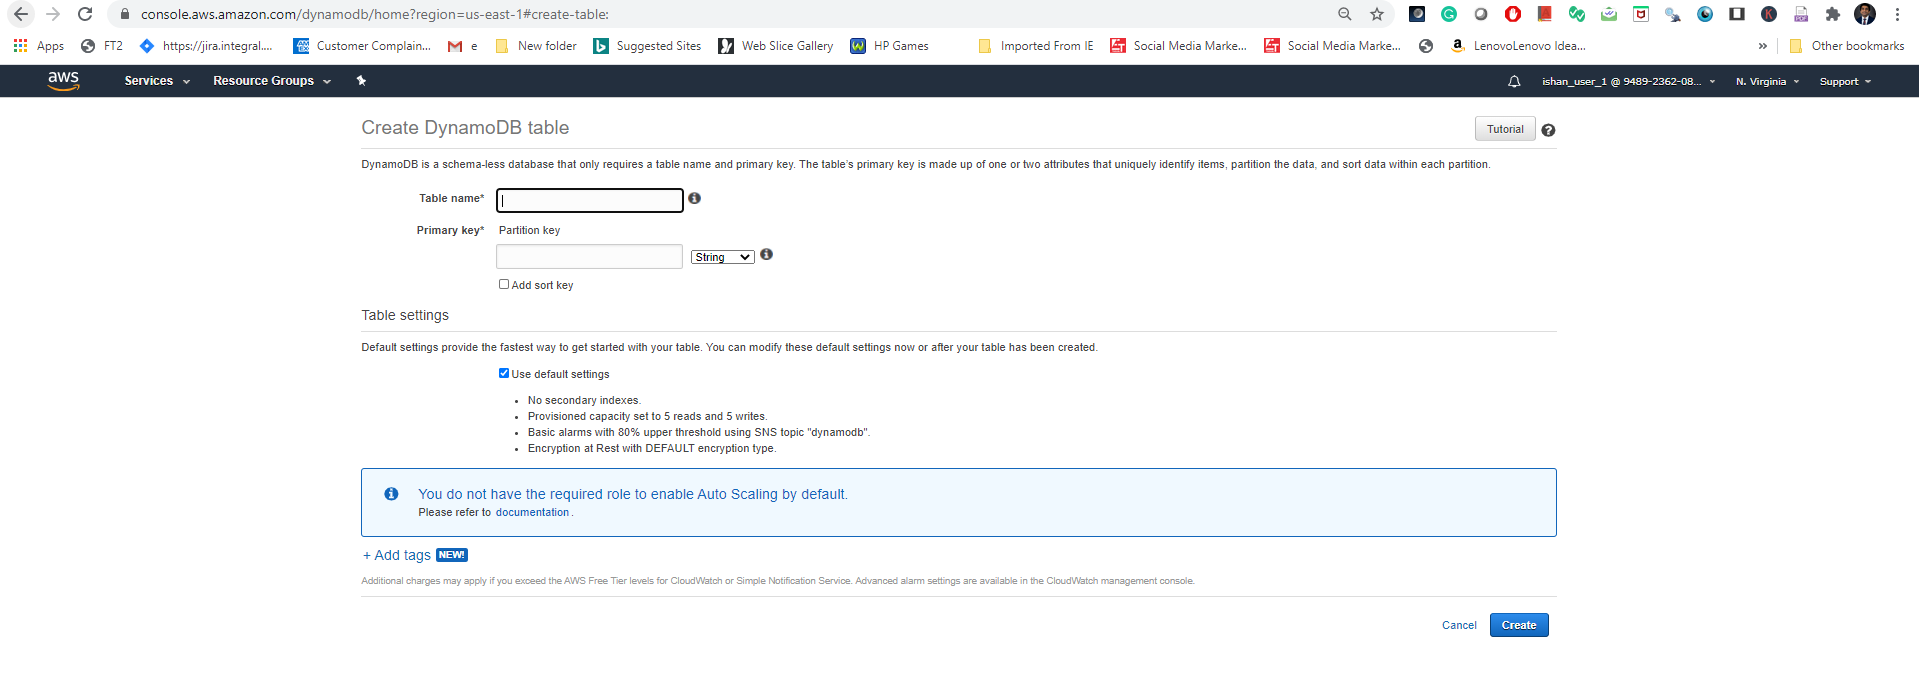 console.aws.amazon.com/dynamodb/home?region=us-east-1#create-table:
Apps FT2 https://jira.integral.... Customer Complain... e New folder Suggested Sites Web Slice Gallery HP Games Imported From IE Social Media Marke... Social Media Marke... LenovoLenovo Idea... » Other bookmarks
aws Services Resource Groups ishan_user_1 @ 9489-2362-08... N. Virginia Support
Create DynamoDB table Tutorial
DynamoDB is a schema-less database that only requires a table name and primary key. The table's primary key is made up of one or two attributes that uniquely identify items, partition the data, and sort data within each partition.
Table name*
Primary key* Partition key
String
Add sort key
Table settings
Default settings provide the fastest way to get started with your table. You can modify these default settings now or after your table has been created.
Use default settings
• No secondary indexes.
• Provisioned capacity set to 5 reads and 5 writes.
• Basic alarms with 80% upper threshold using SNS topic "dynamodb".
• Encryption at Rest with DEFAULT encryption type.
You do not have the required role to enable Auto Scaling by default.
Please refer to documentation.
+ Add tags NEW!
Additional charges may apply if you exceed the AWS Free Tier levels for CloudWatch or Simple Notification Service. Advanced alarm settings are available in the CloudWatch management console.
Cancel Create